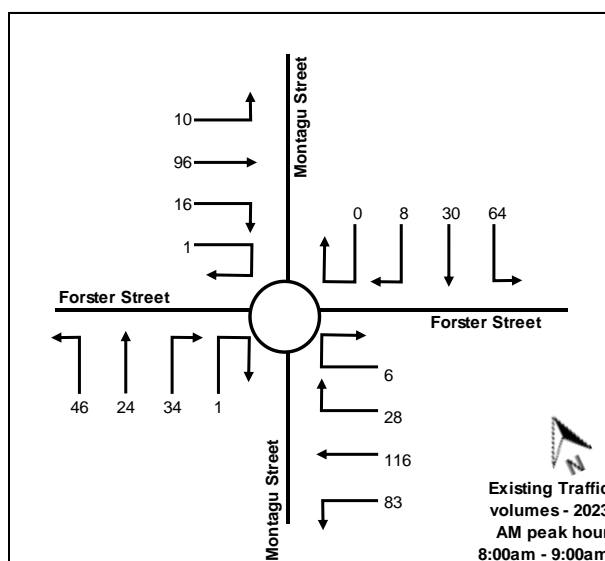 Montagu Street
10
96
16
1
0 8 30 64
Forster Street
Forster Street
46 24 34 1
6
28
116
83
Montagu Street
N
Existing Traffic
volumes - 2023
AM peak hour
8:00am - 9:00am